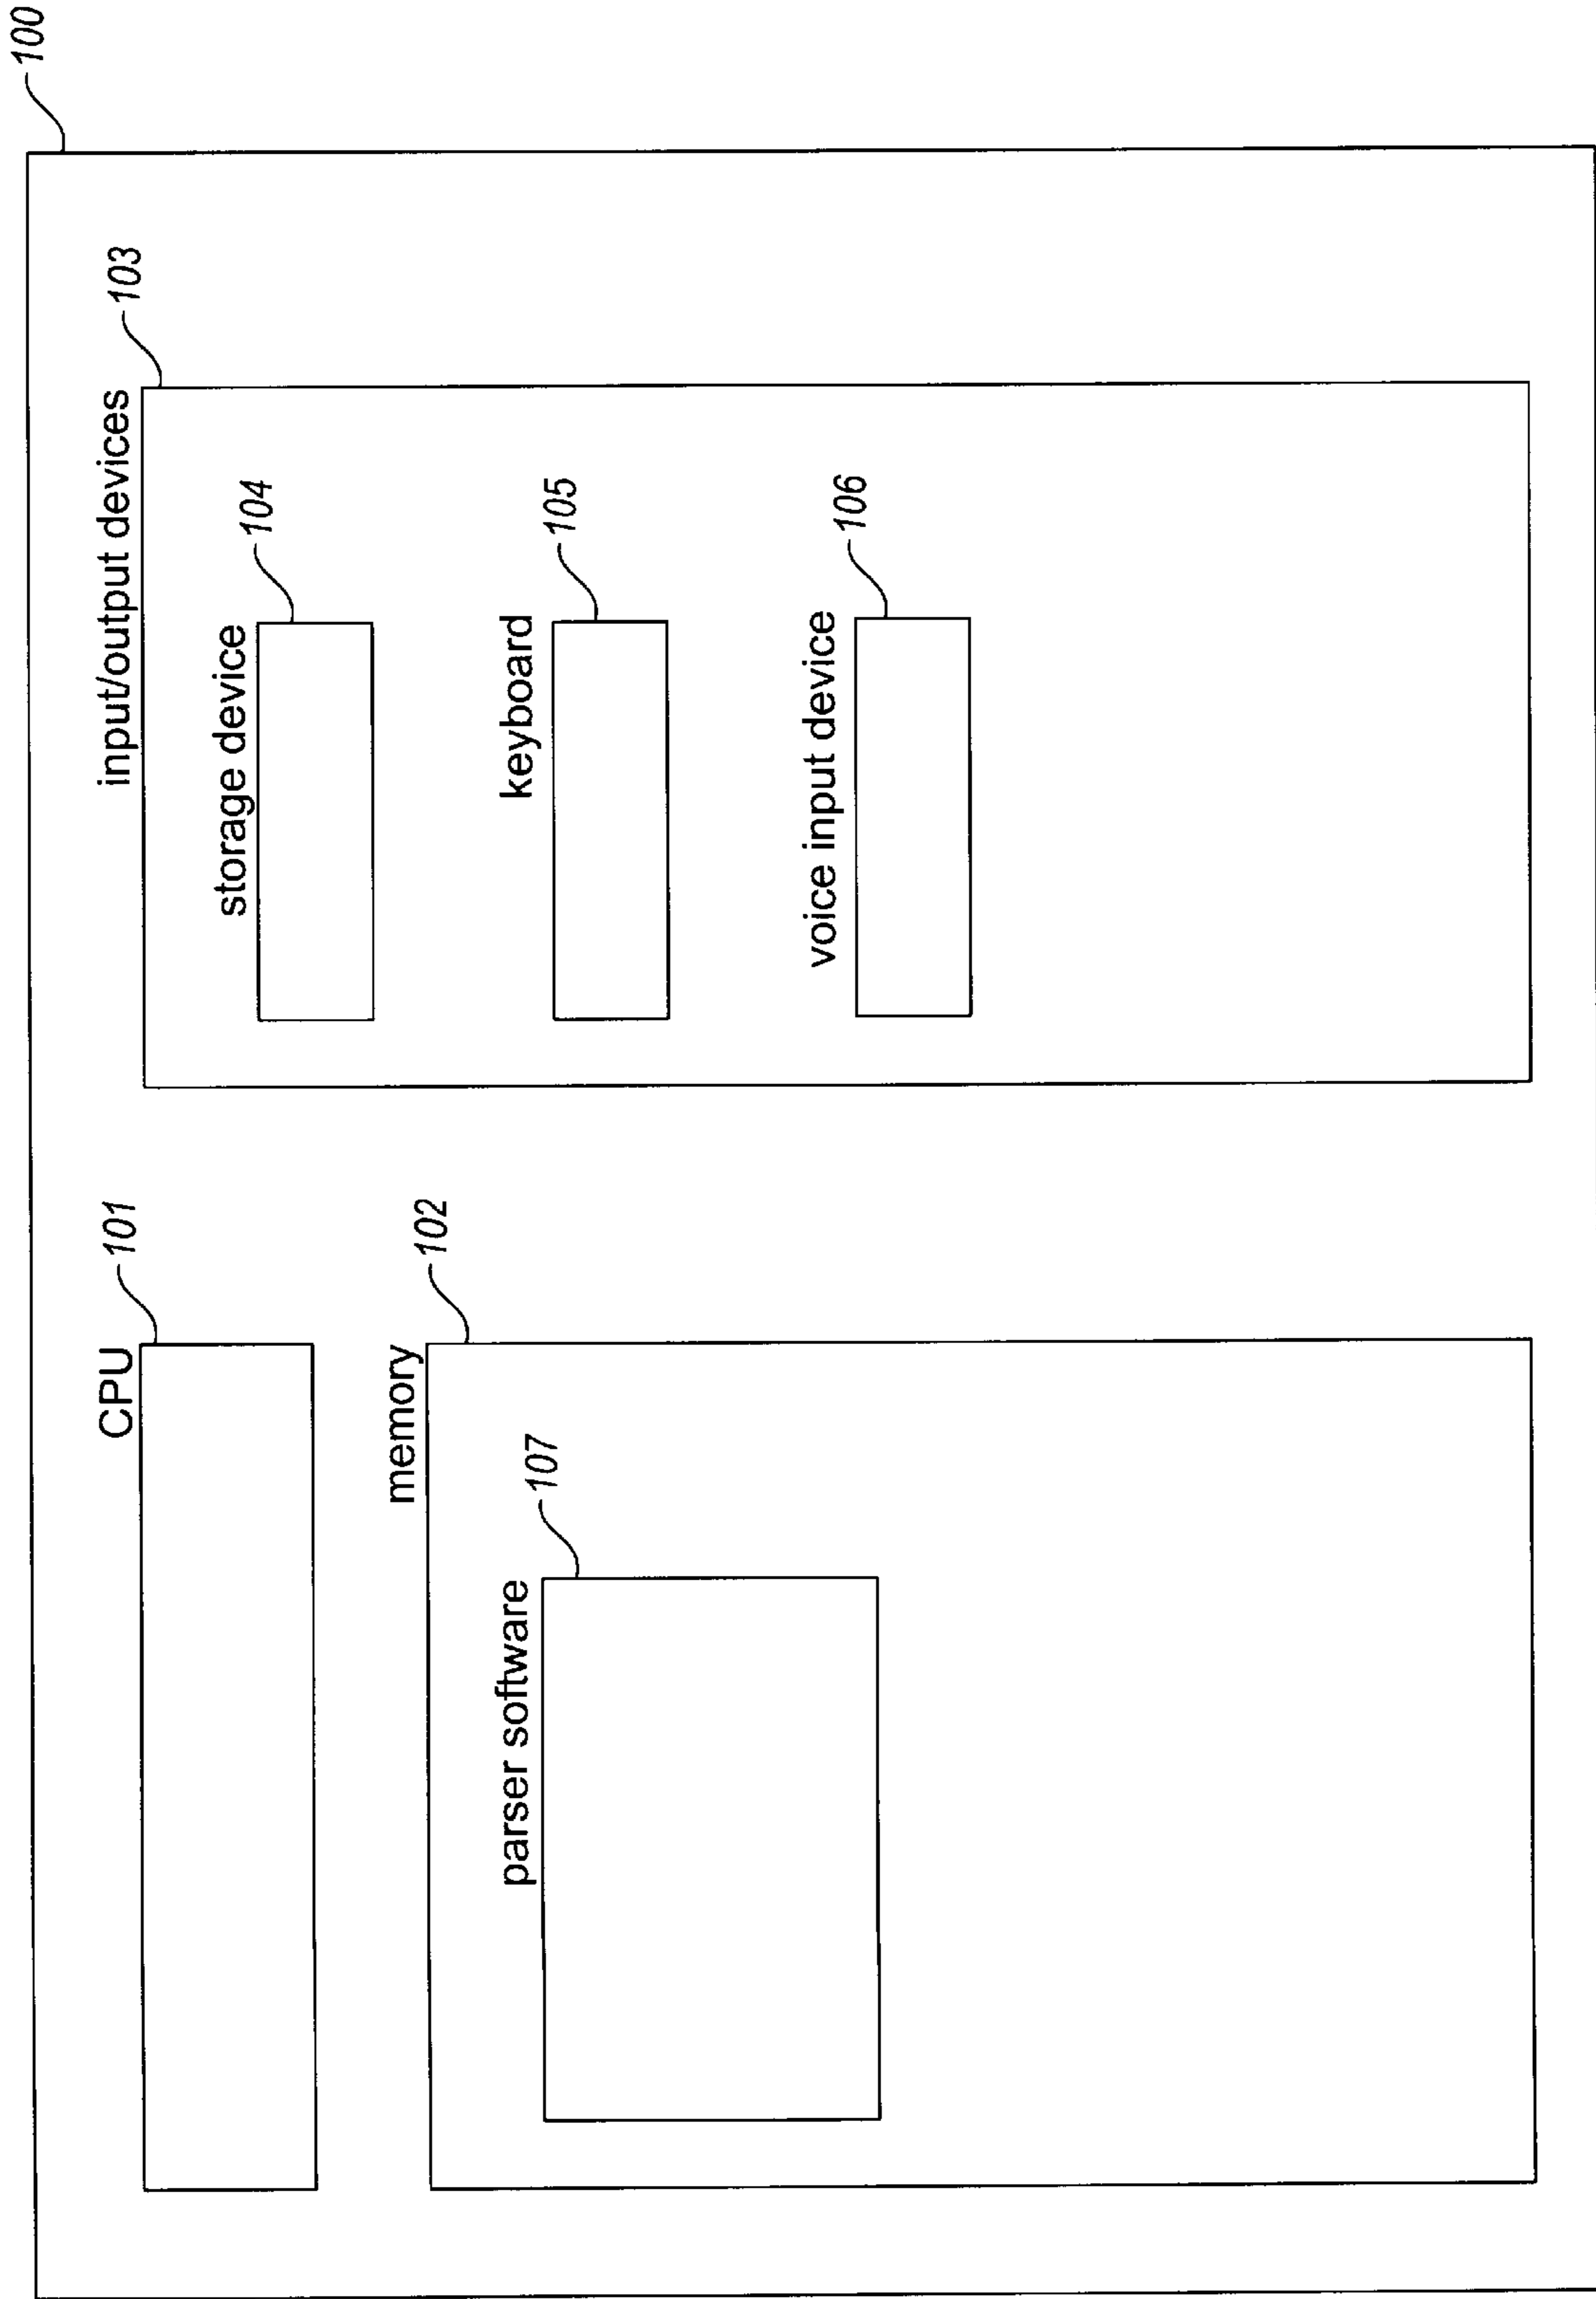 100
CPU
101
memory
102
parser software
107
input/output devices
103
storage device
104
keyboard
105
voice input device
106